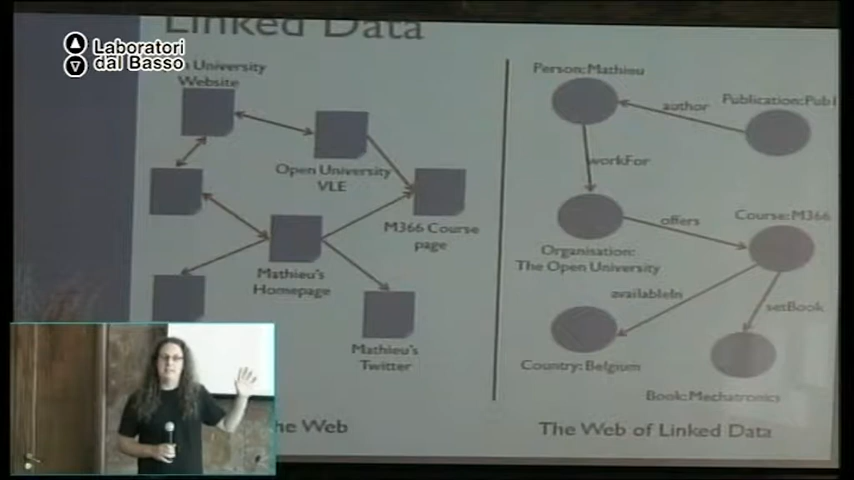 Linked Data
Laboratori
dal Basso
University
Website
Open University
VLE
M366 Course
page
Mathieu's
Homepage
Mathieu's
Twitter
The Web
Person:Mathieu
author
Publication:Pub1
workFor
Organisation:
The Open University
offers
Course:M366
availableIn
setBook
Country:Belgium
Book:Mechatronics
The Web of Linked Data